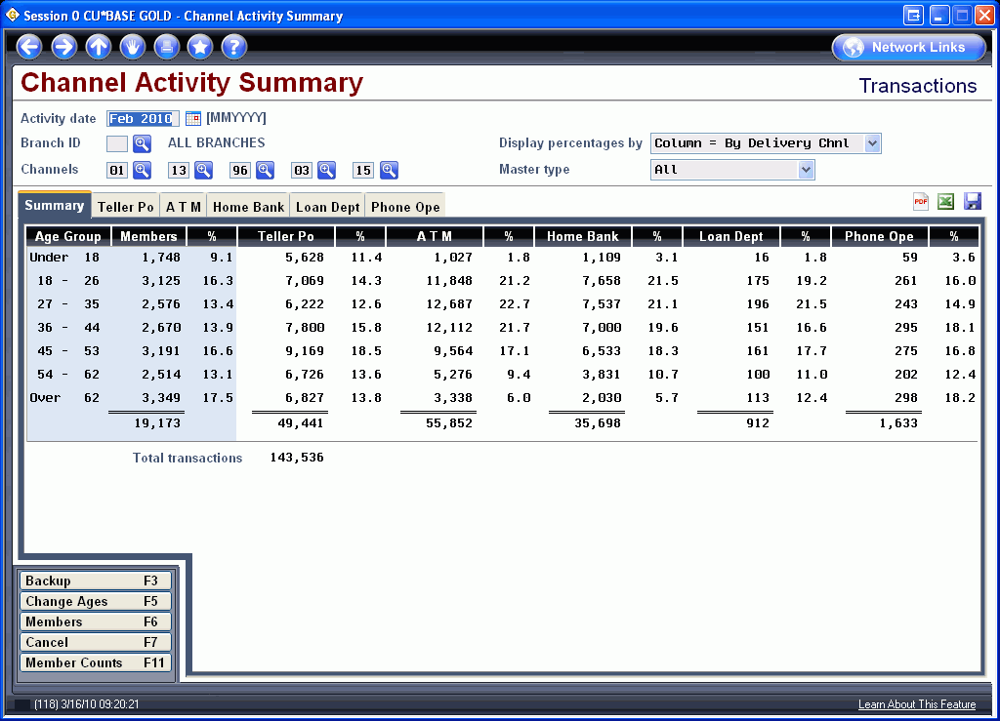 Session 0 CU*BASE GOLD - Channel Activity Summary
Network Links
Channel Activity Summary Transactions
Activity date Feb 2010 [MMYYYY]
Branch ID ALL BRANCHES Display percentages by Column = By Delivery Chnl
Channels 01 13 96 03 15 Master type All
Summary Teller Po A T M Home Bank Loan Dept Phone Ope PDF
Age Group Members % Teller Po % A T M % Home Bank % Loan Dept % Phone Ope %
Under 18 1,748 9.1 5,628 11.4 1,027 1.8 1,109 3.1 16 1.8 59 3.6
18 - 26 3,125 16.3 7,069 14.3 11,848 21.2 7,658 21.5 175 19.2 261 16.0
27 - 35 2,576 13.4 6,222 12.6 12,687 22.7 7,537 21.1 196 21.5 243 14.9
36 - 44 2,670 13.9 7,800 15.8 12,112 21.7 7,000 19.6 151 16.6 295 18.1
45 - 53 3,191 16.6 9,169 18.5 9,564 17.1 6,533 18.3 161 17.7 275 16.8
54 - 62 2,514 13.1 6,726 13.6 5,276 9.4 3,831 10.7 100 11.0 202 12.4
Over 62 3,349 17.5 6,827 13.8 3,338 6.0 2,030 5.7 113 12.4 298 18.2
19,173 49,441 55,852 35,698 912 1,633
Total transactions 143,536
Backup F3
Change Ages F5
Members F6
Cancel F7
Member Counts F11
(118) 3/16/10 09:20:21 Learn About This Feature